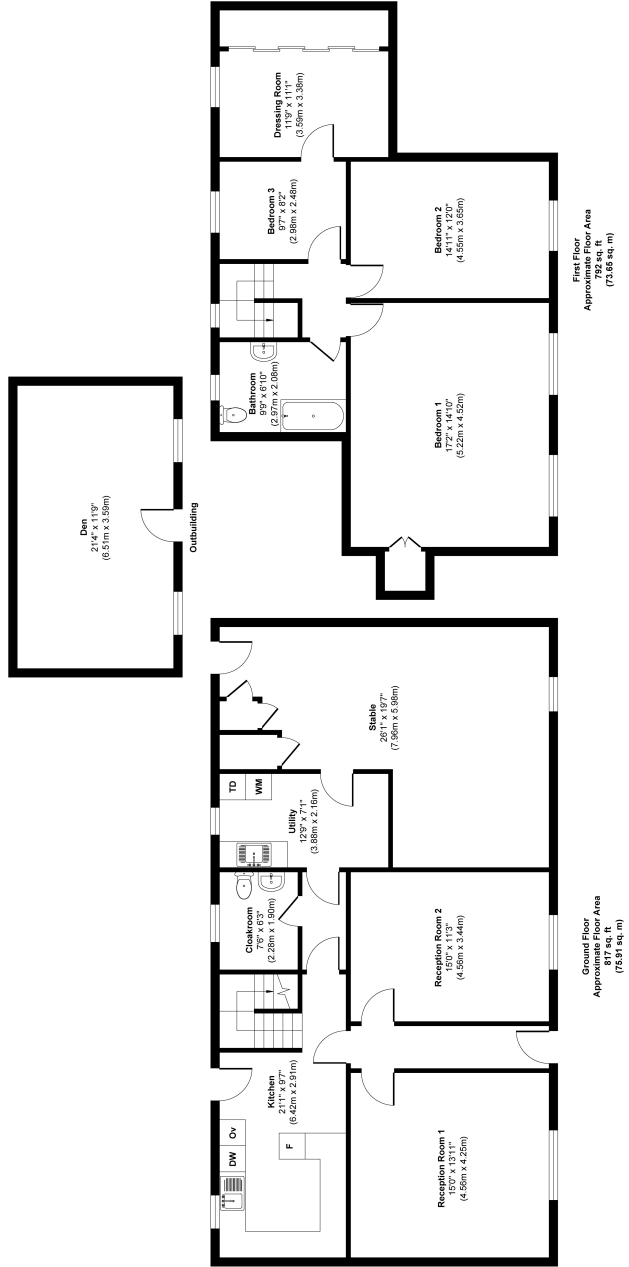 Den
21'4" x 11'9"
(6.51m x 3.59m)
Outbuilding
Kitchen
21'1" x 9'7"
(6.42m x 2.91m)
DW
Ov
F
Cloakroom
7'6" x 6'3"
(2.28m x 1.90m)
Utility
12'9" x 7'1"
(3.88m x 2.16m)
TD
WM
Stable
26'1" x 19'7"
(7.96m x 5.98m)
Reception Room 1
15'0" x 13'11"
(4.56m x 4.25m)
Reception Room 2
15'0" x 11'3"
(4.56m x 3.44m)
Ground Floor
Approximate Floor Area
817 sq. ft
(75.91 sq. m)
Bathroom
9'9" x 6'10"
(2.97m x 2.08m)
Bedroom 3
9'7" x 8'2"
(2.98m x 2.48m)
Dressing Room
11'9" x 11'1"
(3.59m x 3.38m)
Bedroom 1
17'2" x 14'10"
(5.22m x 4.52m)
Bedroom 2
14'11" x 12'0"
(4.55m x 3.65m)
First Floor
Approximate Floor Area
792 sq. ft
(73.65 sq. m)